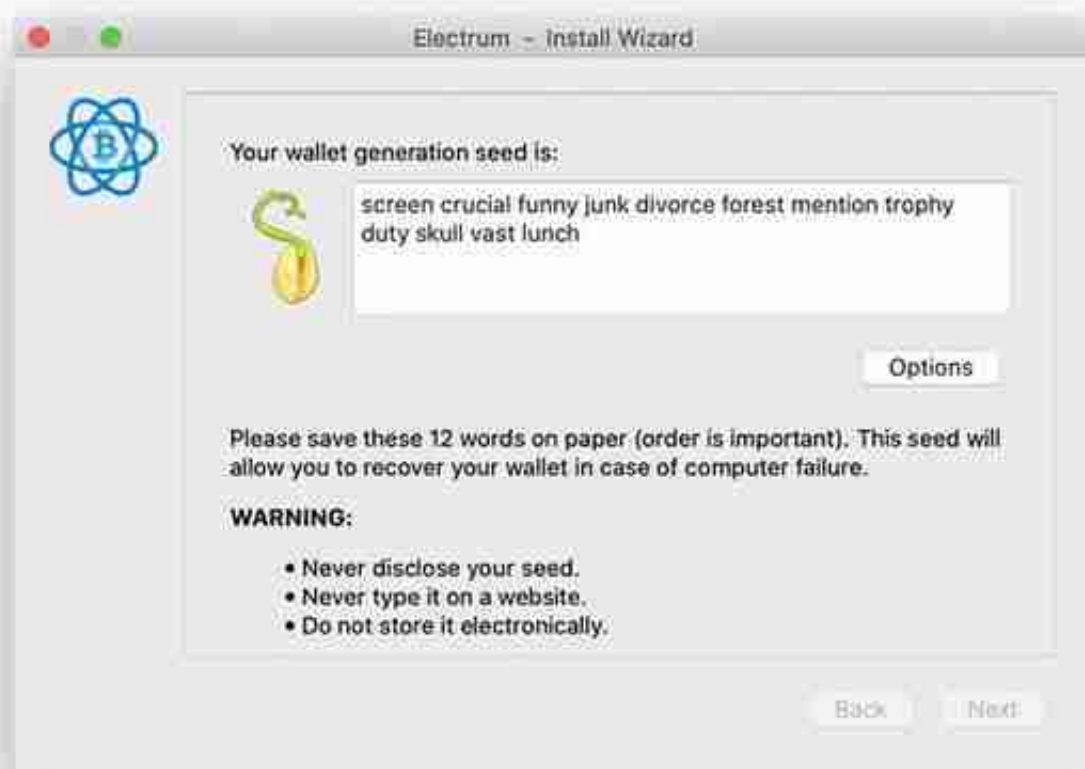 Electrum - Install Wizard
Your wallet generation seed is:
screen crucial funny junk divorce forest mention trophy
duty skull vast lunch
Options
Please save these 12 words on paper (order is important). This seed will
allow you to recover your wallet in case of computer failure.
WARNING:
• Never disclose your seed.
• Never type it on a website.
• Do not store it electronically.
Back Next